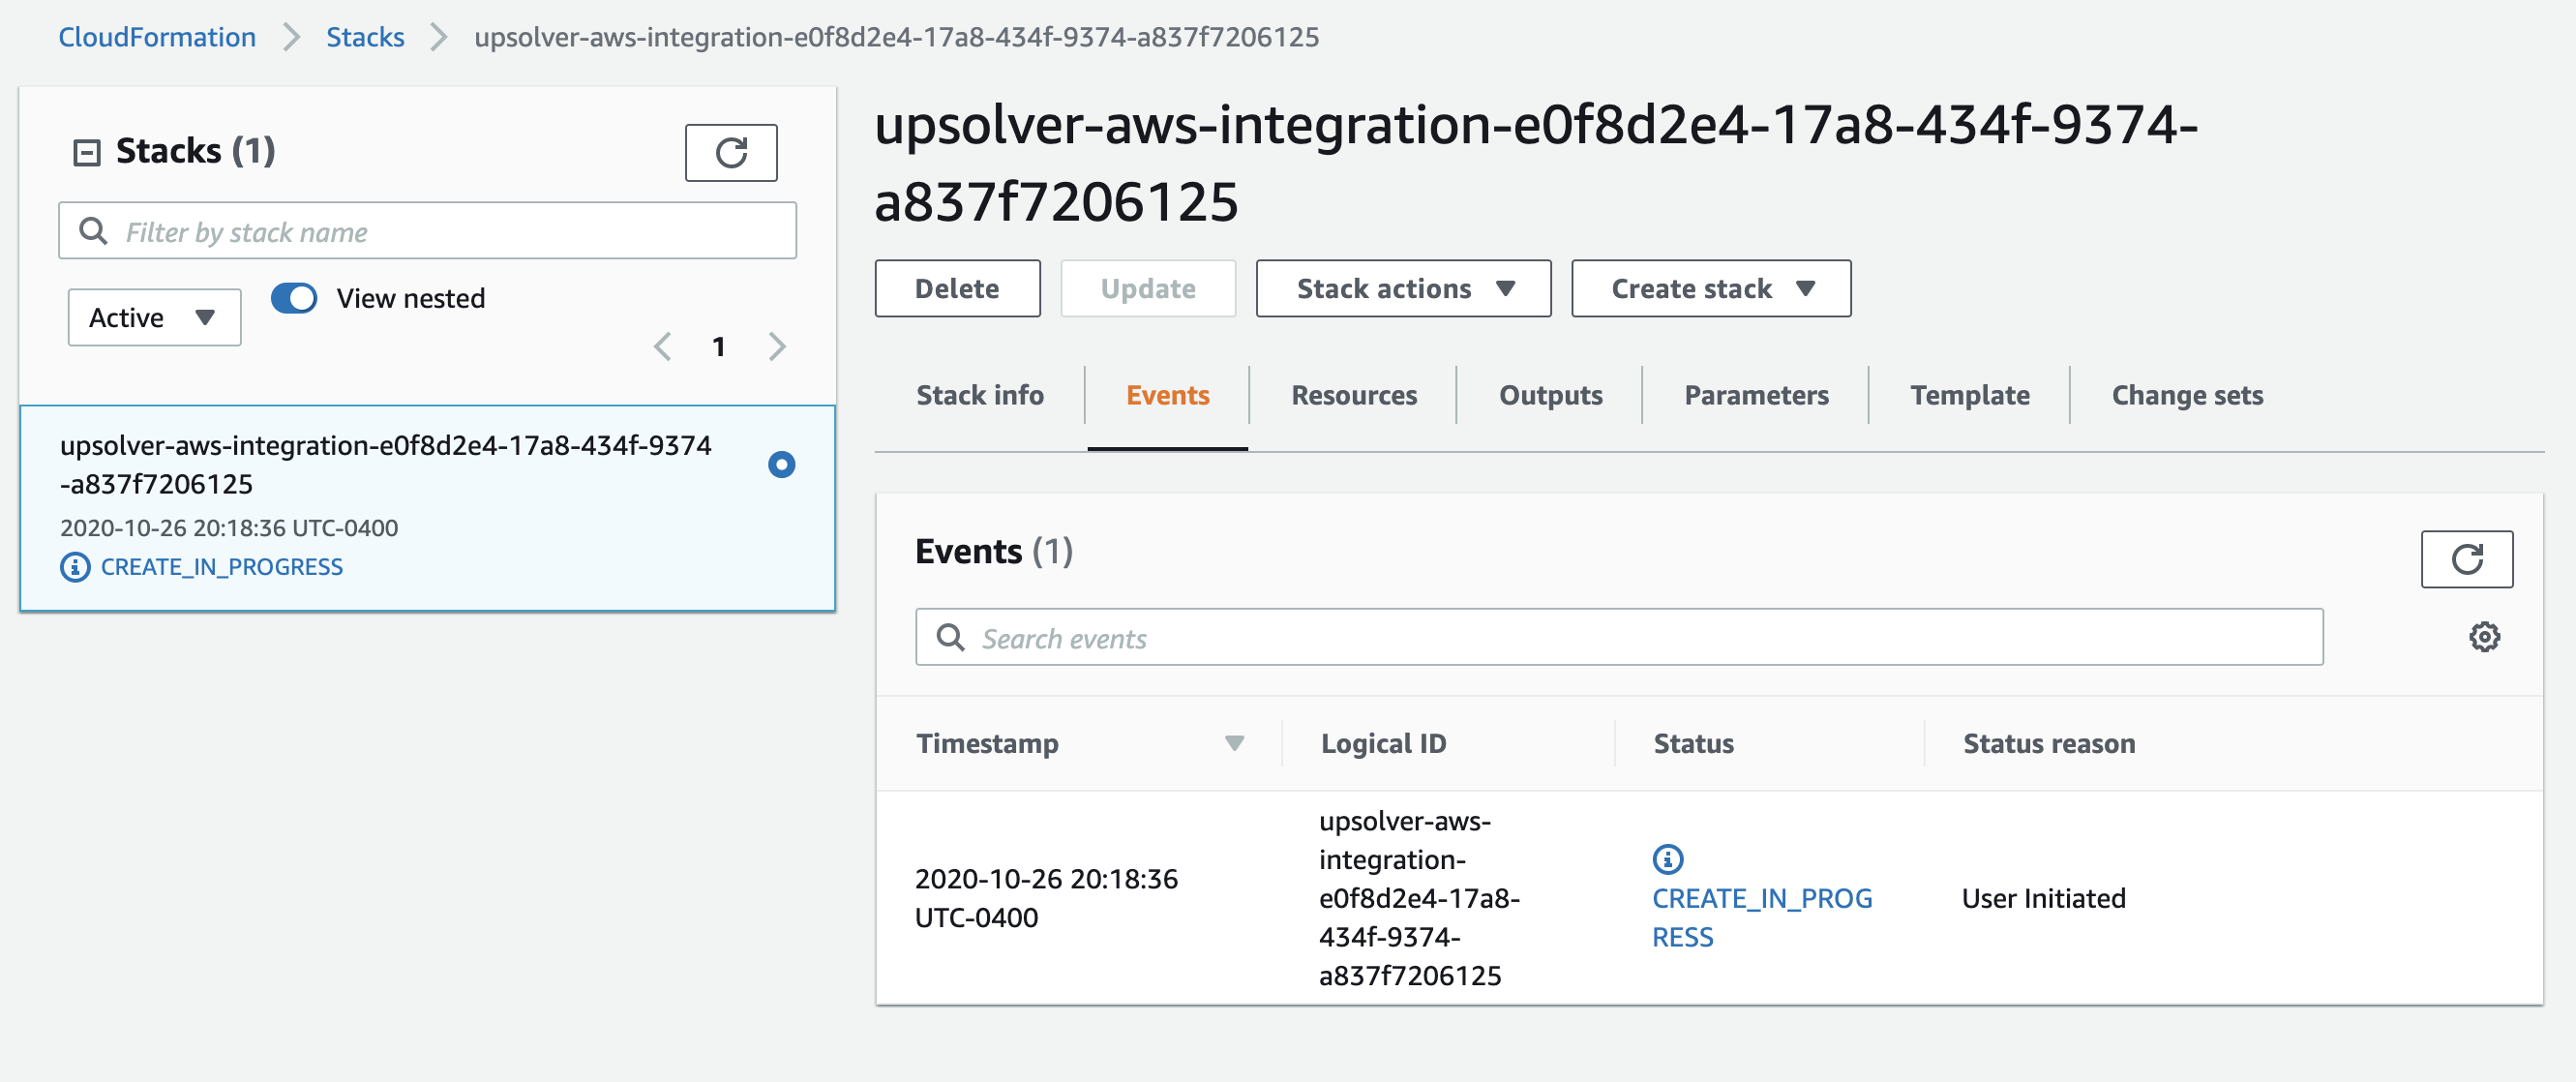 CloudFormation > Stacks > upsolver-aws-integration-e0f8d2e4-17a8-434f-9374-a837f7206125
Stacks (1)
Filter by stack name
Active
View nested
1
upsolver-aws-integration-e0f8d2e4-17a8-434f-9374
-a837f7206125
2020-10-26 20:18:36 UTC-0400
CREATE_IN_PROGRESS
upsolver-aws-integration-e0f8d2e4-17a8-434f-9374-
a837f7206125
Delete
Update
Stack actions
Create stack
Stack info
Events
Resources
Outputs
Parameters
Template
Change sets
Events (1)
Search events
Timestamp
Logical ID
Status
Status reason
2020-10-26 20:18:36
UTC-0400
upsolver-aws-
integration-
e0f8d2e4-17a8-
434f-9374-
a837f7206125
CREATE_IN_PROG
RESS
User Initiated